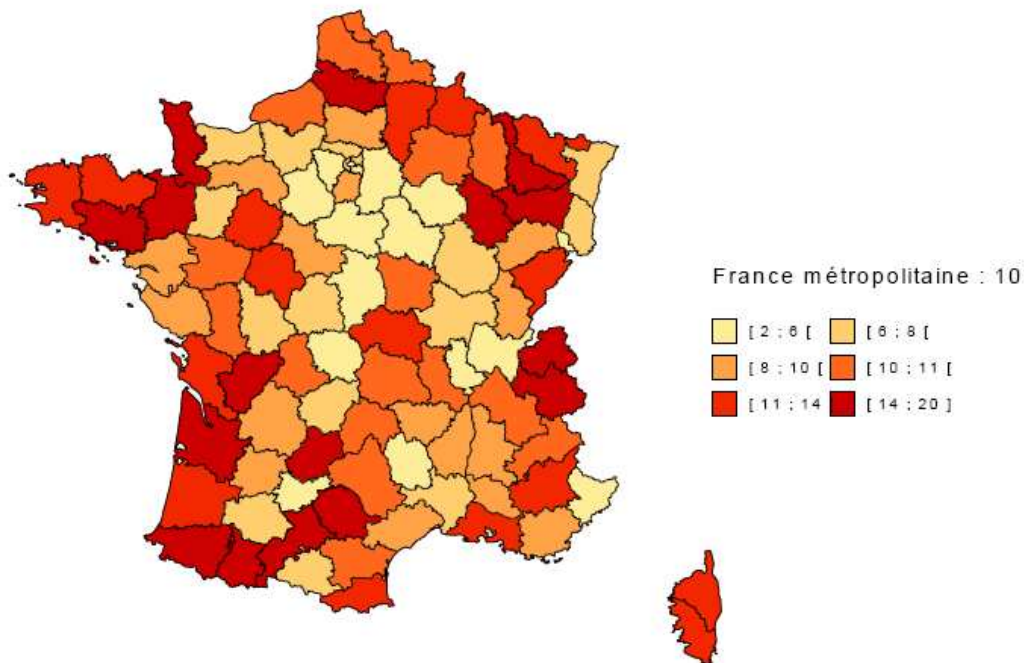 France métropolitaine : 10
[ 2 ; 6 [ [ 6 ; 8 [
[ 8 ; 10 [ [ 10 ; 11 [
[ 11 ; 14 [ 14 ; 20 ]